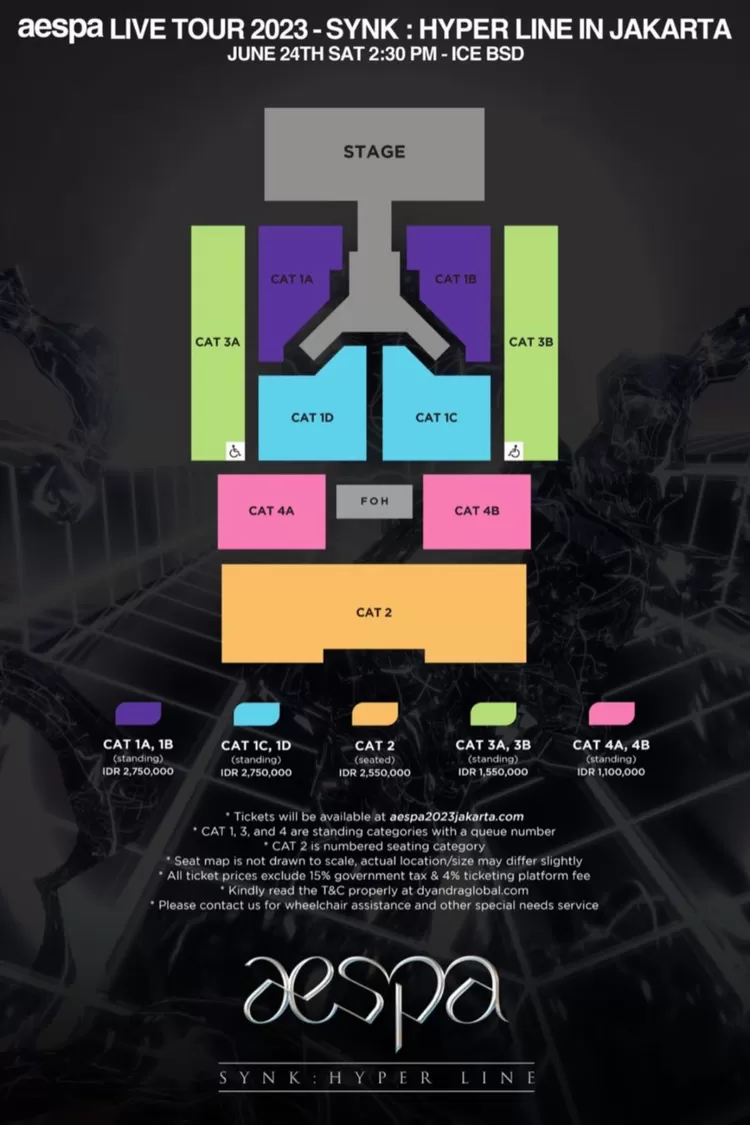 aespa LIVE TOUR 2023 - SYNK : HYPER LINE IN JAKARTA
JUNE 24TH SAT 2:30 PM - ICE BSD
STAGE
CAT 1A
CAT 1B
CAT 3A
CAT 3B
CAT 1D
CAT 1C
CAT 4A
FOH
CAT 4B
CAT 2
CAT 1A, 1B
(standing)
IDR 2,750,000
CAT 1C, 1D
(standing)
IDR 2,750,000
CAT 2
(seated)
IDR 2,550,000
CAT 3A, 3B
(standing)
IDR 1,550,000
CAT 4A, 4B
(standing)
IDR 1,100,000
* Tickets will be available at aespa2023jakarta.com
* CAT 1, 3, and 4 are standing categories with a queue number
* CAT 2 is numbered seating category
* Seat map is not drawn to scale, actual location/size may differ slightly
* All ticket prices exclude 15% government tax & 4% ticketing platform fee
* Kindly read the T&C properly at dyandraglobal.com
* Please contact us for wheelchair assistance and other special needs service
aespa
SYNK : HYPER LINE